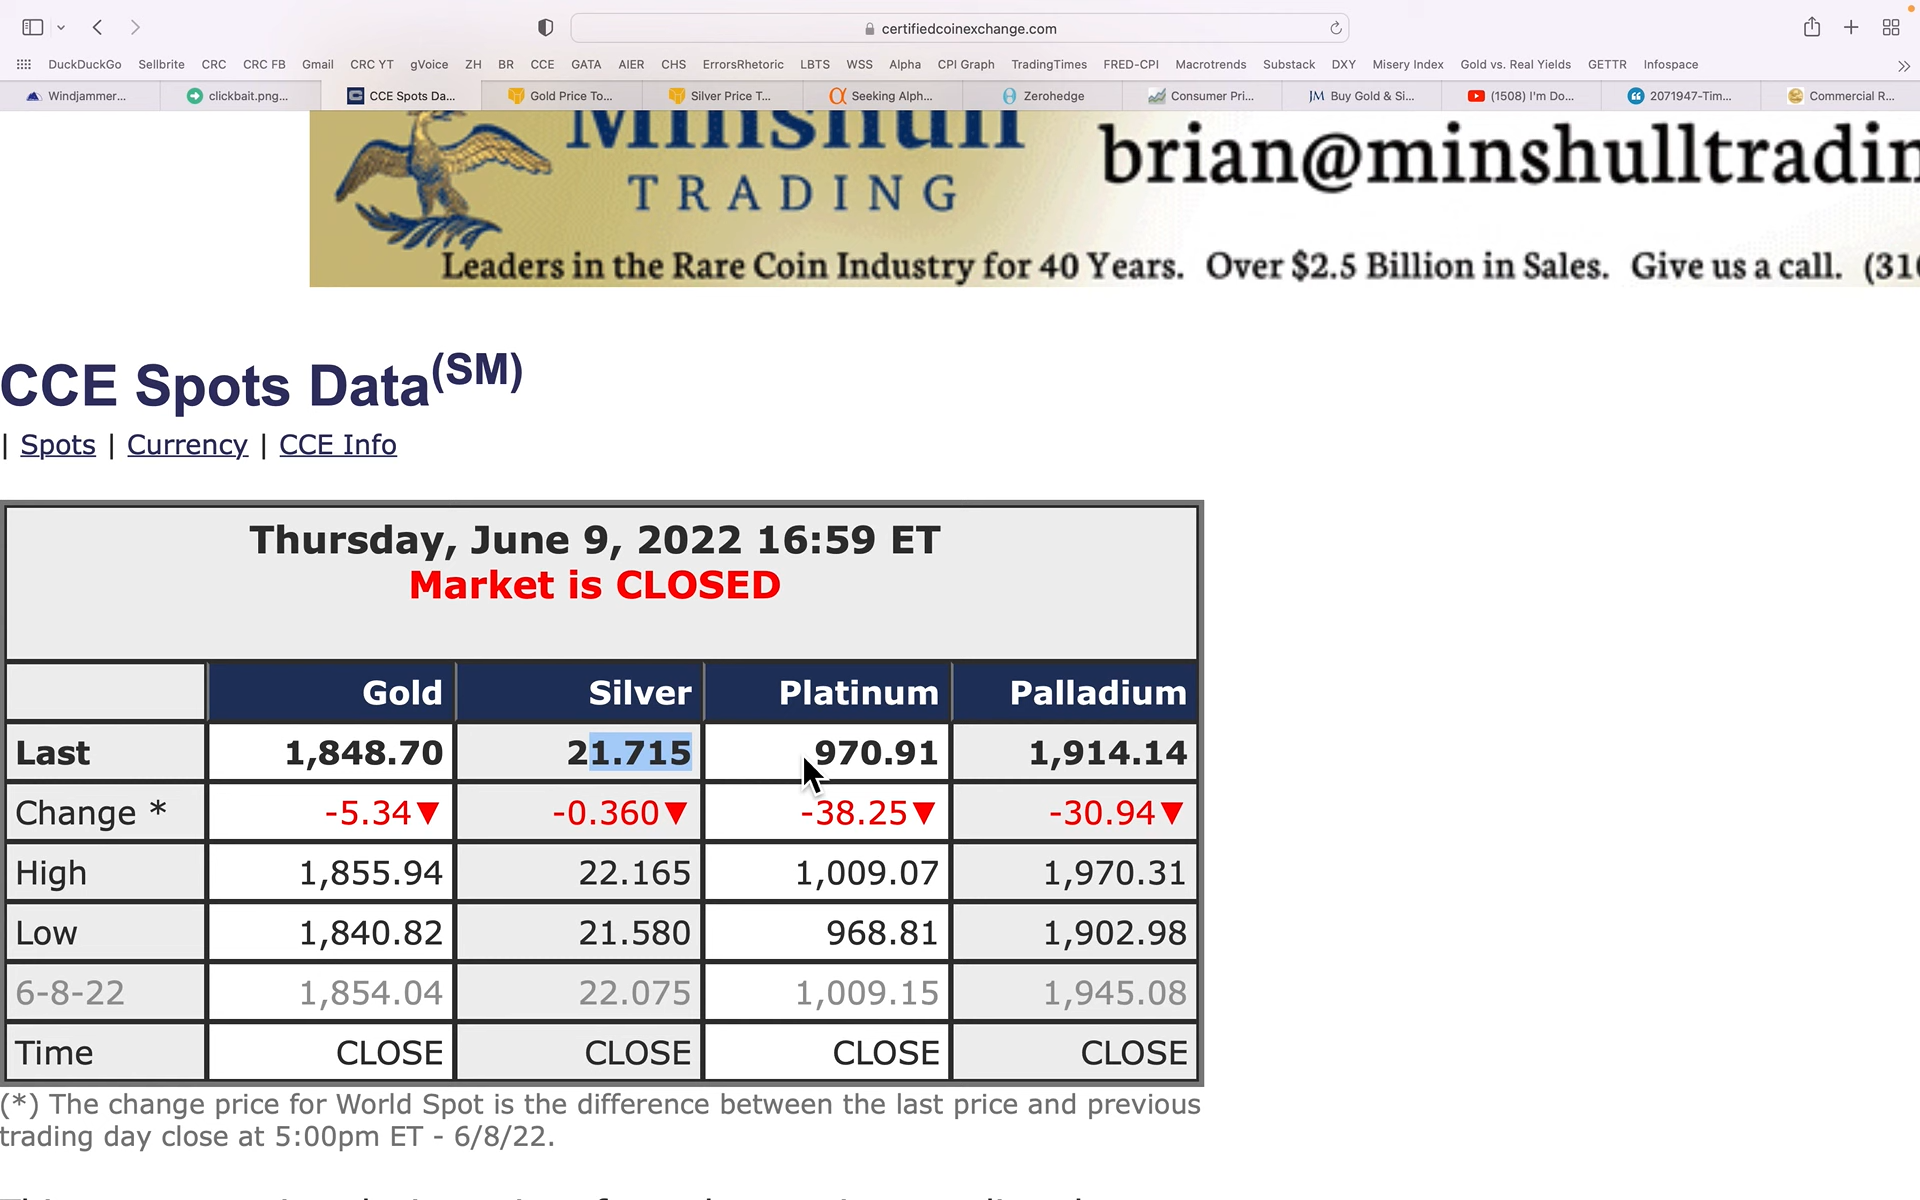 certifiedcoinexchange.com
DuckDuckGo Sellbrite CRC CRC FB Gmail CRC YT gVoice ZH BR CCE GATA AIER CHS ErrorsRhetoric LBTS WSS Alpha CPI Graph TradingTimes FRED-CPI Macrotrends Substack DXY Misery Index Gold vs. Real Yields GETTR Infospace
Windjammer... clickbait.png... CCE Spots Da... Gold Price To... Silver Price T... Seeking Alph... Zerohedge Consumer Pri... JM Buy Gold & Si... (1508) I'm Do... 2071947-Tim... Commercial R...
Minshull
TRADING
brian@minshulltradin
Leaders in the Rare Coin Industry for 40 Years. Over $2.5 Billion in Sales. Give us a call. (310
CCE Spots Data(SM)
| Spots | Currency | CCE Info
Thursday, June 9, 2022 16:59 ET
Market is CLOSED
Gold Silver Platinum Palladium
Last 1,848.70 21.715 970.91 1,914.14
Change * -5.34▼ -0.360▼ -38.25▼ -30.94▼
High 1,855.94 22.165 1,009.07 1,970.31
Low 1,840.82 21.580 968.81 1,902.98
6-8-22 1,854.04 22.075 1,009.15 1,945.08
Time CLOSE CLOSE CLOSE CLOSE
(*) The change price for World Spot is the difference between the last price and previous
trading day close at 5:00pm ET - 6/8/22.